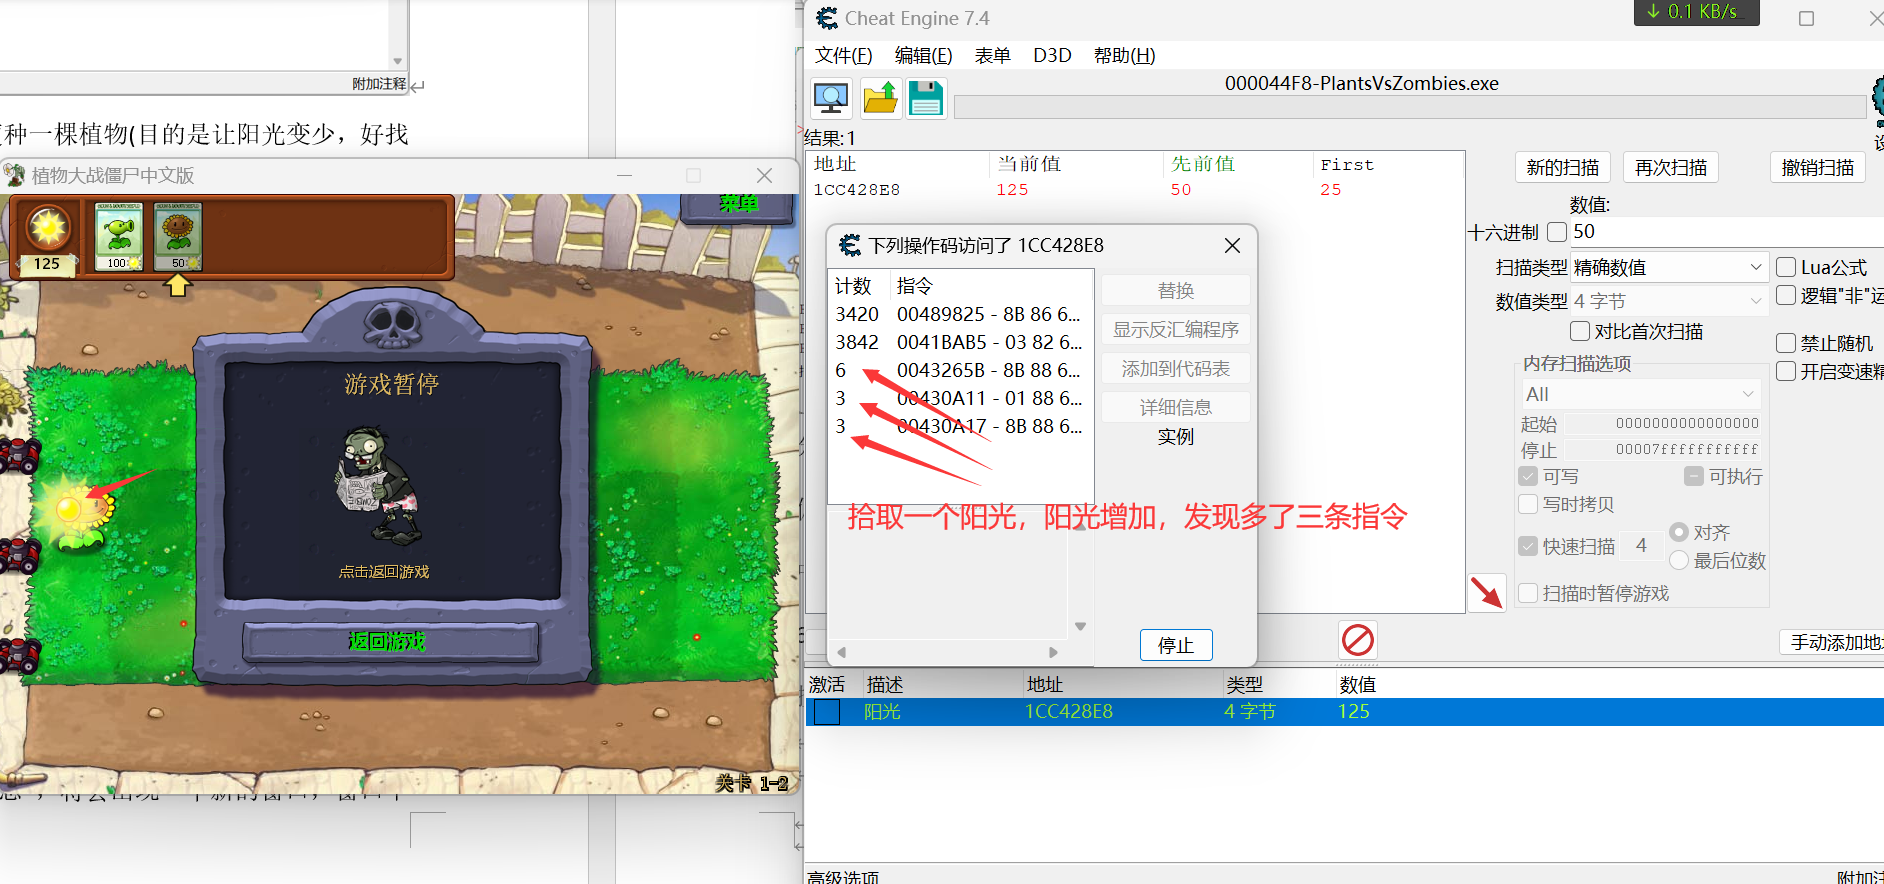 附加注释
种一棵植物(目的是让阳光变少，好找
植物大战僵尸中文版
菜单
125
100
50
游戏暂停
点击返回游戏
返回游戏
关卡 1-2
Cheat Engine 7.4
↓ 0.1 KB/s
文件(F) 编辑(E) 表单 D3D 帮助(H)
000044F8-PlantsVsZombies.exe
结果: 1
地址 当前值 先前值 First
1CC428E8 125 50 25
新的扫描 再次扫描 撤销扫描
数值:
十六进制 50
扫描类型 精确数值
Lua公式
数值类型 4 字节
逻辑"非"运
对比首次扫描
禁止随机
内存扫描选项
开启变速精
All
起始 0000000000000000
停止 00007fffffffffff
可写 可执行
写时拷贝
快速扫描 4 对齐
最后位数
扫描时暂停游戏
手动添加地
下列操作码访问了 1CC428E8
计数 指令
3420 00489825 - 8B 86 6...
3842 0041BAB5 - 03 82 6...
6 0043265B - 8B 88 6...
3 00430A11 - 01 88 6...
3 00430A17 - 8B 88 6...
替换
显示反汇编程序
添加到代码表
详细信息
实例
拾取一个阳光，阳光增加，发现多了三条指令
停止
激活 描述 地址 类型 数值
阳光 1CC428E8 4 字节 125
高级选项
附加注